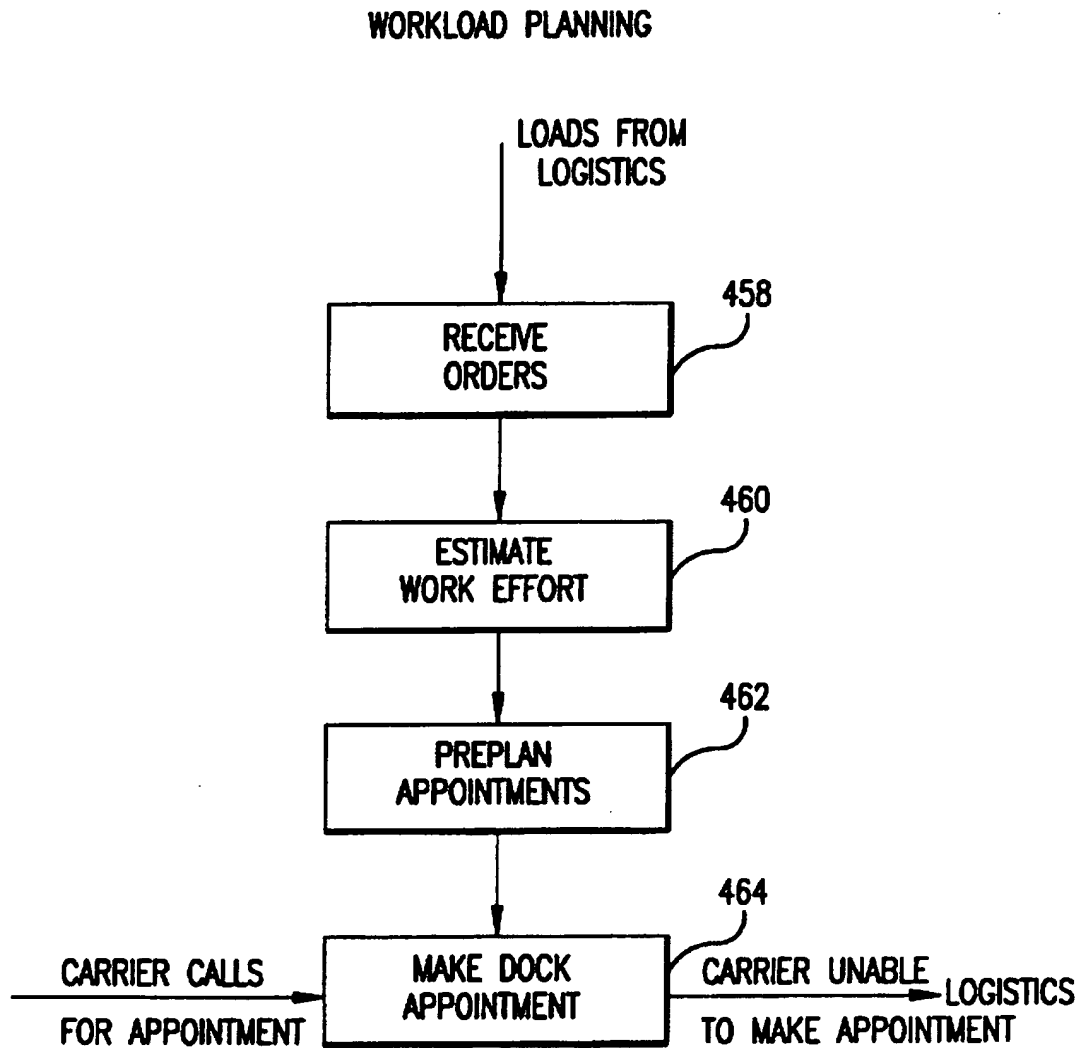 WORKLOAD PLANNING
LOADS FROM
LOGISTICS
458
RECEIVE
ORDERS
460
ESTIMATE
WORK EFFORT
462
PREPLAN
APPOINTMENTS
464
CARRIER CALLS
FOR APPOINTMENT
MAKE DOCK
APPOINTMENT
CARRIER UNABLE
TO MAKE APPOINTMENT
LOGISTICS